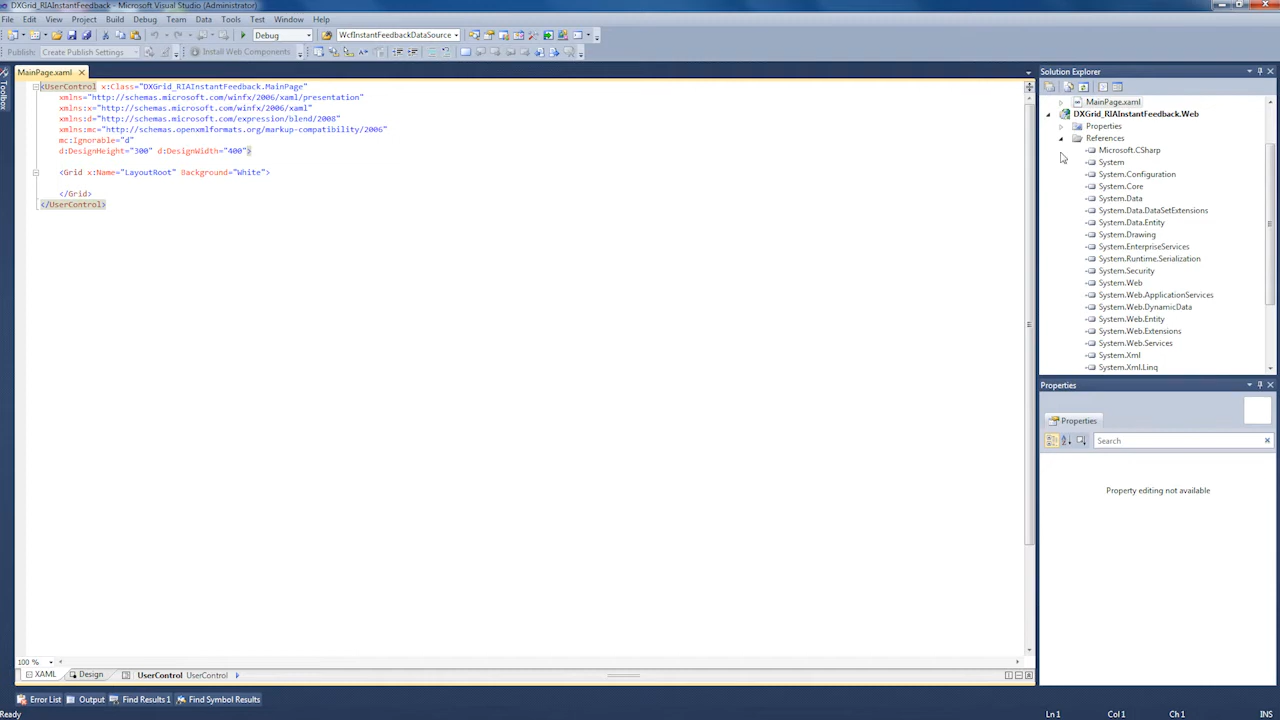 DXGrid_RIAInstantFeedback - Microsoft Visual Studio (Administrator)
File Edit View Project Build Debug Team Data Tools Test Window Help
Debug WcfInstantFeedbackDataSource
Publish: Create Publish Settings Install Web Components
MainPage.xaml
Toolbox
<UserControl x:Class="DXGrid_RIAInstantFeedback.MainPage"
xmlns="http://schemas.microsoft.com/winfx/2006/xaml/presentation"
xmlns:x="http://schemas.microsoft.com/winfx/2006/xaml"
xmlns:d="http://schemas.microsoft.com/expression/blend/2008"
xmlns:mc="http://schemas.openxmlformats.org/markup-compatibility/2006"
mc:Ignorable="d"
d:DesignHeight="300" d:DesignWidth="400">
<Grid x:Name="LayoutRoot" Background="White">
</Grid>
</UserControl>
100 %
XAML Design UserControl UserControl
Solution Explorer
MainPage.xaml
DXGrid_RIAInstantFeedback.Web
Properties
References
Microsoft.CSharp
System
System.Configuration
System.Core
System.Data
System.Data.DataSetExtensions
System.Data.Entity
System.Drawing
System.EnterpriseServices
System.Runtime.Serialization
System.Security
System.Web
System.Web.ApplicationServices
System.Web.DynamicData
System.Web.Entity
System.Web.Extensions
System.Web.Services
System.Xml
System.Xml.Linq
Properties
Properties
Search
Property editing not available
Error List Output Find Results 1 Find Symbol Results
Ready Ln 1 Col 1 Ch 1 INS